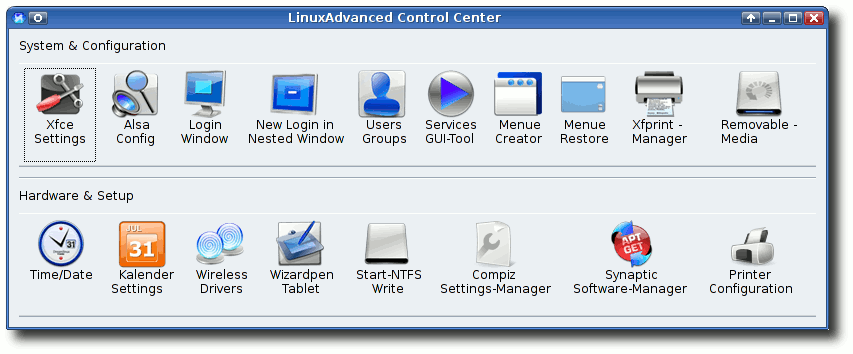 LinuxAdvanced Control Center
System & Configuration
Xfce Alsa Login New Login in Users Services Menue Menue Xfprint - Removable -
Settings Config Window Nested Window Groups GUI-Tool Creator Restore Manager Media
Hardware & Setup
JUL
31 31 APT
GET
Time/Date Kalender Wireless Wizardpen Start-NTFS Compiz Synaptic Printer
Settings Drivers Tablet Write Settings-Manager Software-Manager Configuration